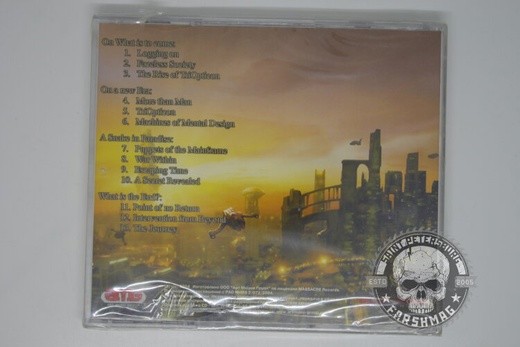 On What is to come:
1. Logging on
2. Faceless Society
3. The Rise of TriOpticon
On a new Era:
4. More than Man
5. TriOpticon
6. Machines of Mental Design
A Snake in Paradise:
7. Puppets of the Mainframe
8. War Within
9. Escaping Time
10. A Secret Revealed
What is the End?:
11. Point of no Return
12. Intervention from Beyond
13. The Journey
SAINT-PETERSBURG
ESTD 2005
FARSHMAG